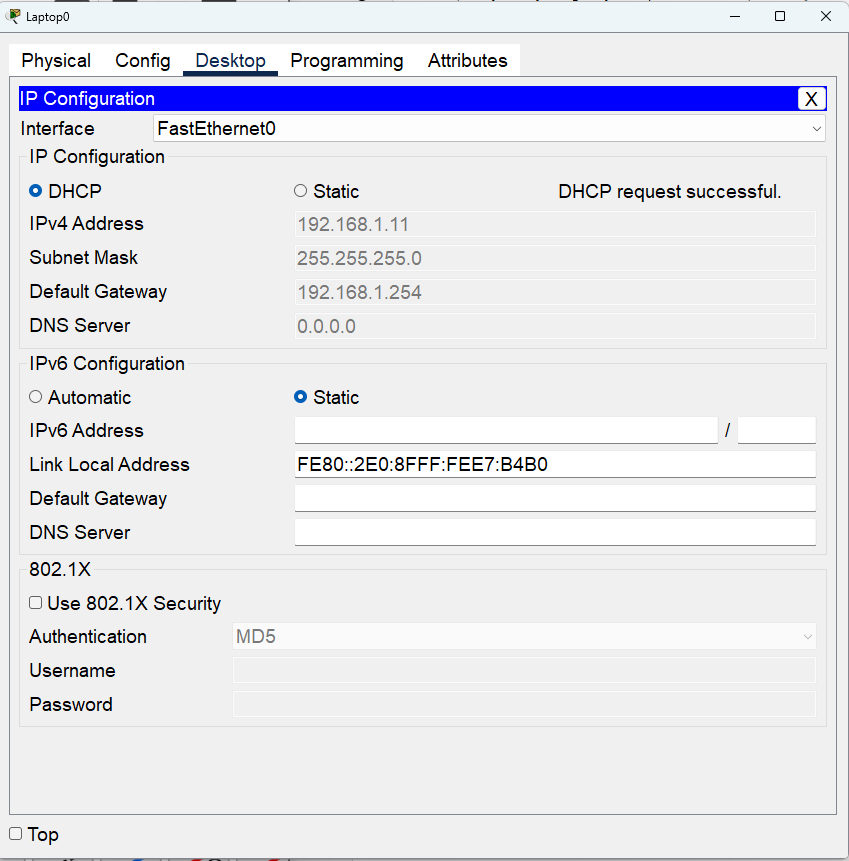 Laptop0
Physical Config Desktop Programming Attributes
IP Configuration X
Interface FastEthernet0
IP Configuration
DHCP Static DHCP request successful.
IPv4 Address 192.168.1.11
Subnet Mask 255.255.255.0
Default Gateway 192.168.1.254
DNS Server 0.0.0.0
IPv6 Configuration
Automatic Static
IPv6 Address /
Link Local Address FE80::2E0:8FFF:FEE7:B4B0
Default Gateway
DNS Server
802.1X
Use 802.1X Security
Authentication MD5
Username
Password
Top